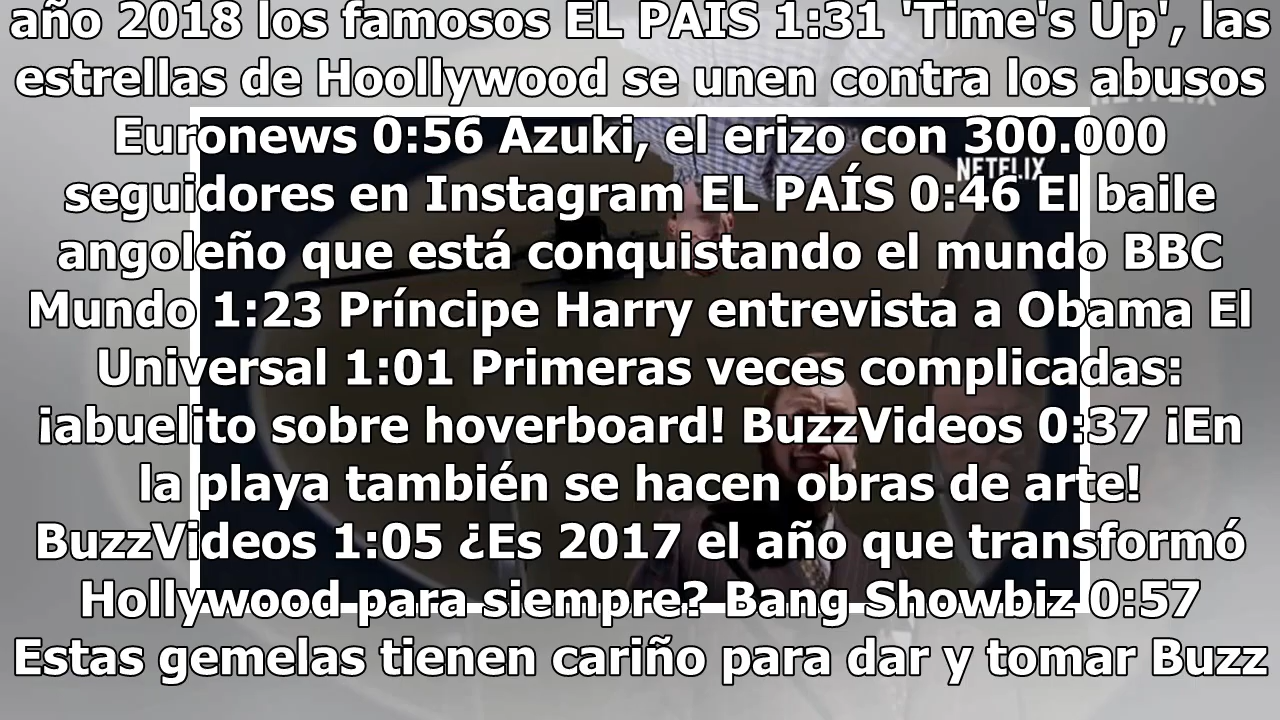 año 2018 los famosos EL PAÍS 1:31 'Time's Up', las
estrellas de Hoollywood se unen contra los abusos
Euronews 0:56 Azuki, el erizo con 300.000
NETFLIX
seguidores en Instagram EL PAÍS 0:46 El baile
angoleño que está conquistando el mundo BBC
Mundo 1:23 Príncipe Harry entrevista a Obama El
Universal 1:01 Primeras veces complicadas:
¡abuelito sobre hoverboard! BuzzVideos 0:37 ¡En
la playa también se hacen obras de arte!
BuzzVideos 1:05 ¿Es 2017 el año que transformó
Hollywood para siempre? Bang Showbiz 0:57
Estas gemelas tienen cariño para dar y tomar Buzz